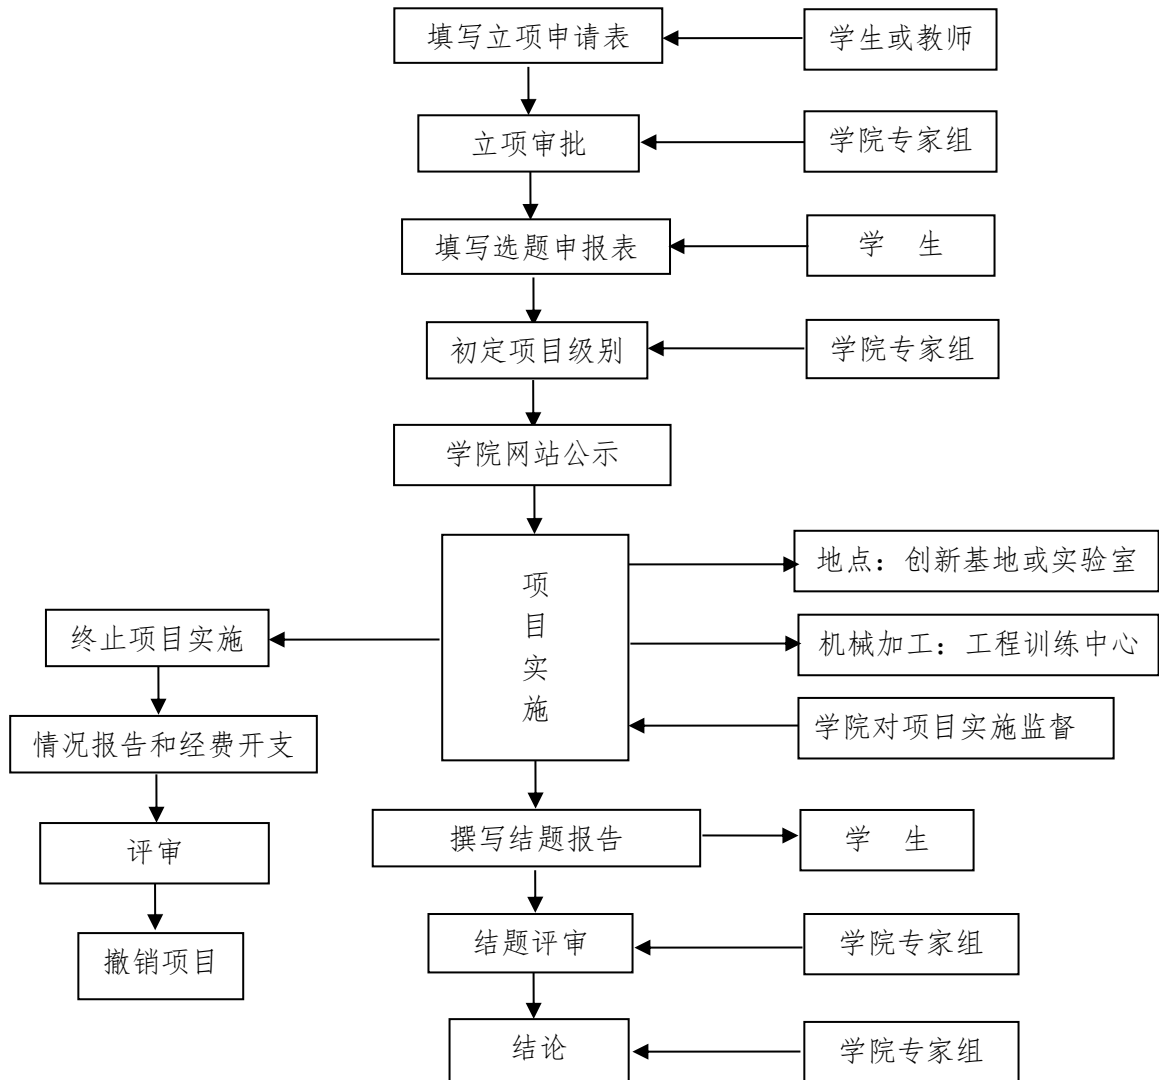 填写立项申请表
学生或教师
立项审批
学院专家组
填写选题申报表
学 生
初定项目级别
学院专家组
学院网站公示
项
目
实
施
地点：创新基地或实验室
终止项目实施
机械加工：工程训练中心
情况报告和经费开支
学院对项目实施监督
撰写结题报告
学 生
评审
结题评审
学院专家组
撤销项目
结论
学院专家组